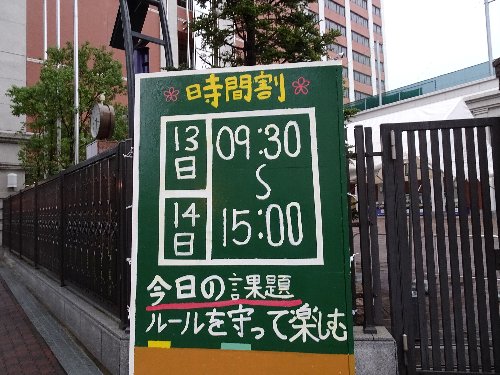 時間割
13日
09:30
〜
14日
15:00
今日の課題
ルールを守って楽しむ